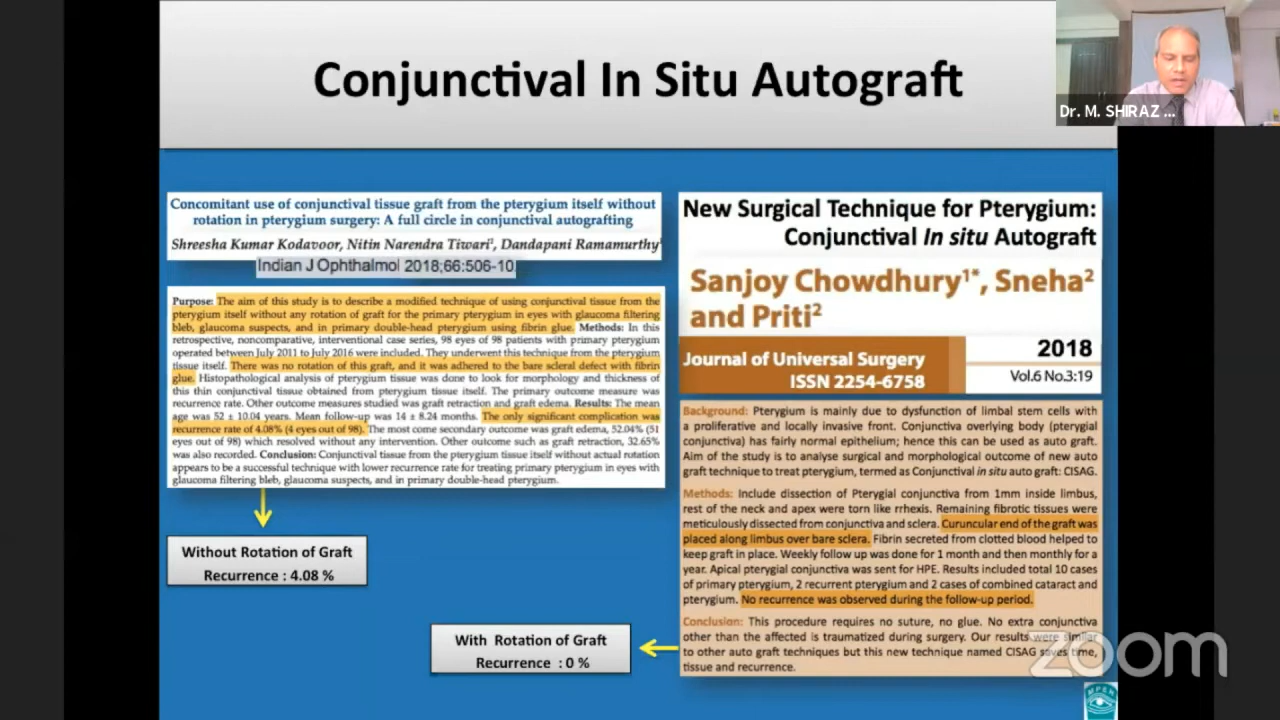 Conjunctival In Situ Autograft
Dr. M. SHIRAZ ...
Concomitant use of conjunctival tissue graft from the pterygium itself without
rotation in pterygium surgery: A full circle in conjunctival autografting
Shreesha Kumar Kodavoor, Nitin Narendra Tiwari¹, Dandapani Ramamurthy
Indian J Ophthalmol 2018;66:506-10
Purpose: The aim of this study is to describe a modified technique of using conjunctival tissue from the
pterygium itself without any rotation of graft for the primary pterygium in eyes with glaucoma filtering
bleb, glaucoma suspects, and in primary double-head pterygium using fibrin glue. Methods: In this
retrospective, noncomparative, interventional case series, 98 eyes of 98 patients with primary pterygium
operated between July 2011 to July 2016 were included. They underwent this technique from the pterygium
tissue itself. There was no rotation of this graft, and it was adhered to the bare scleral defect with fibrin
glue. Histopathological analysis of pterygium tissue was done to look for morphology and thickness of
this thin conjunctival tissue obtained from pterygium tissue itself. The primary outcome measure was
recurrence rate. Other outcome measures studied was graft retraction and graft edema. Results: The mean
age was 52 ± 10.04 years. Mean follow-up was 14 ± 8.24 months. The only significant complication was
recurrence rate of 4.08% (4 eyes out of 98). The most come secondary outcome was graft edema, 52.04% (51
eyes out of 98) which resolved without any intervention. Other outcome such as graft retraction, 32.65%
was also recorded. Conclusion: Conjunctival tissue from the pterygium tissue itself without actual rotation
appears to be a successful technique with lower recurrence rate for treating primary pterygium in eyes with
glaucoma filtering bleb, glaucoma suspects, and in primary double-head pterygium.
Without Rotation of Graft
Recurrence : 4.08 %
New Surgical Technique for Pterygium:
Conjunctival In situ Autograft
Sanjoy Chowdhury¹*, Sneha²
and Priti²
Journal of Universal Surgery
ISSN 2254-6758
2018
Vol.6 No.3:19
Background: Pterygium is mainly due to dysfunction of limbal stem cells with
a proliferative and locally invasive front. Conjunctiva overlying body (pterygial
conjunctiva) has fairly normal epithelium; hence this can be used as auto graft.
Aim of the study is to analyse surgical and morphological outcome of new auto
graft technique to treat pterygium, termed as Conjunctival in situ auto graft: CISAG.
Methods: Include dissection of Pterygial conjunctiva from 1mm inside limbus,
rest of the neck and apex were torn like rrhexis. Remaining fibrotic tissues were
meticulously dissected from conjunctiva and sclera. Curuncular end of the graft was
placed along limbus over bare sclera. Fibrin secreted from clotted blood helped to
keep graft in place. Weekly follow up was done for 1 month and then monthly for a
year. Apical pterygial conjunctiva was sent for HPE. Results included total 10 cases
of primary pterygium, 2 recurrent pterygium and 2 cases of combined cataract and
pterygium. No recurrence was observed during the follow-up period.
Conclusion: This procedure requires no suture, no glue. No extra conjunctiva
other than the affected is traumatized during surgery. Our results were similar
to other auto graft techniques but this new technique named CISAG saves time,
tissue and recurrence.
With Rotation of Graft
Recurrence : 0 %
zoom